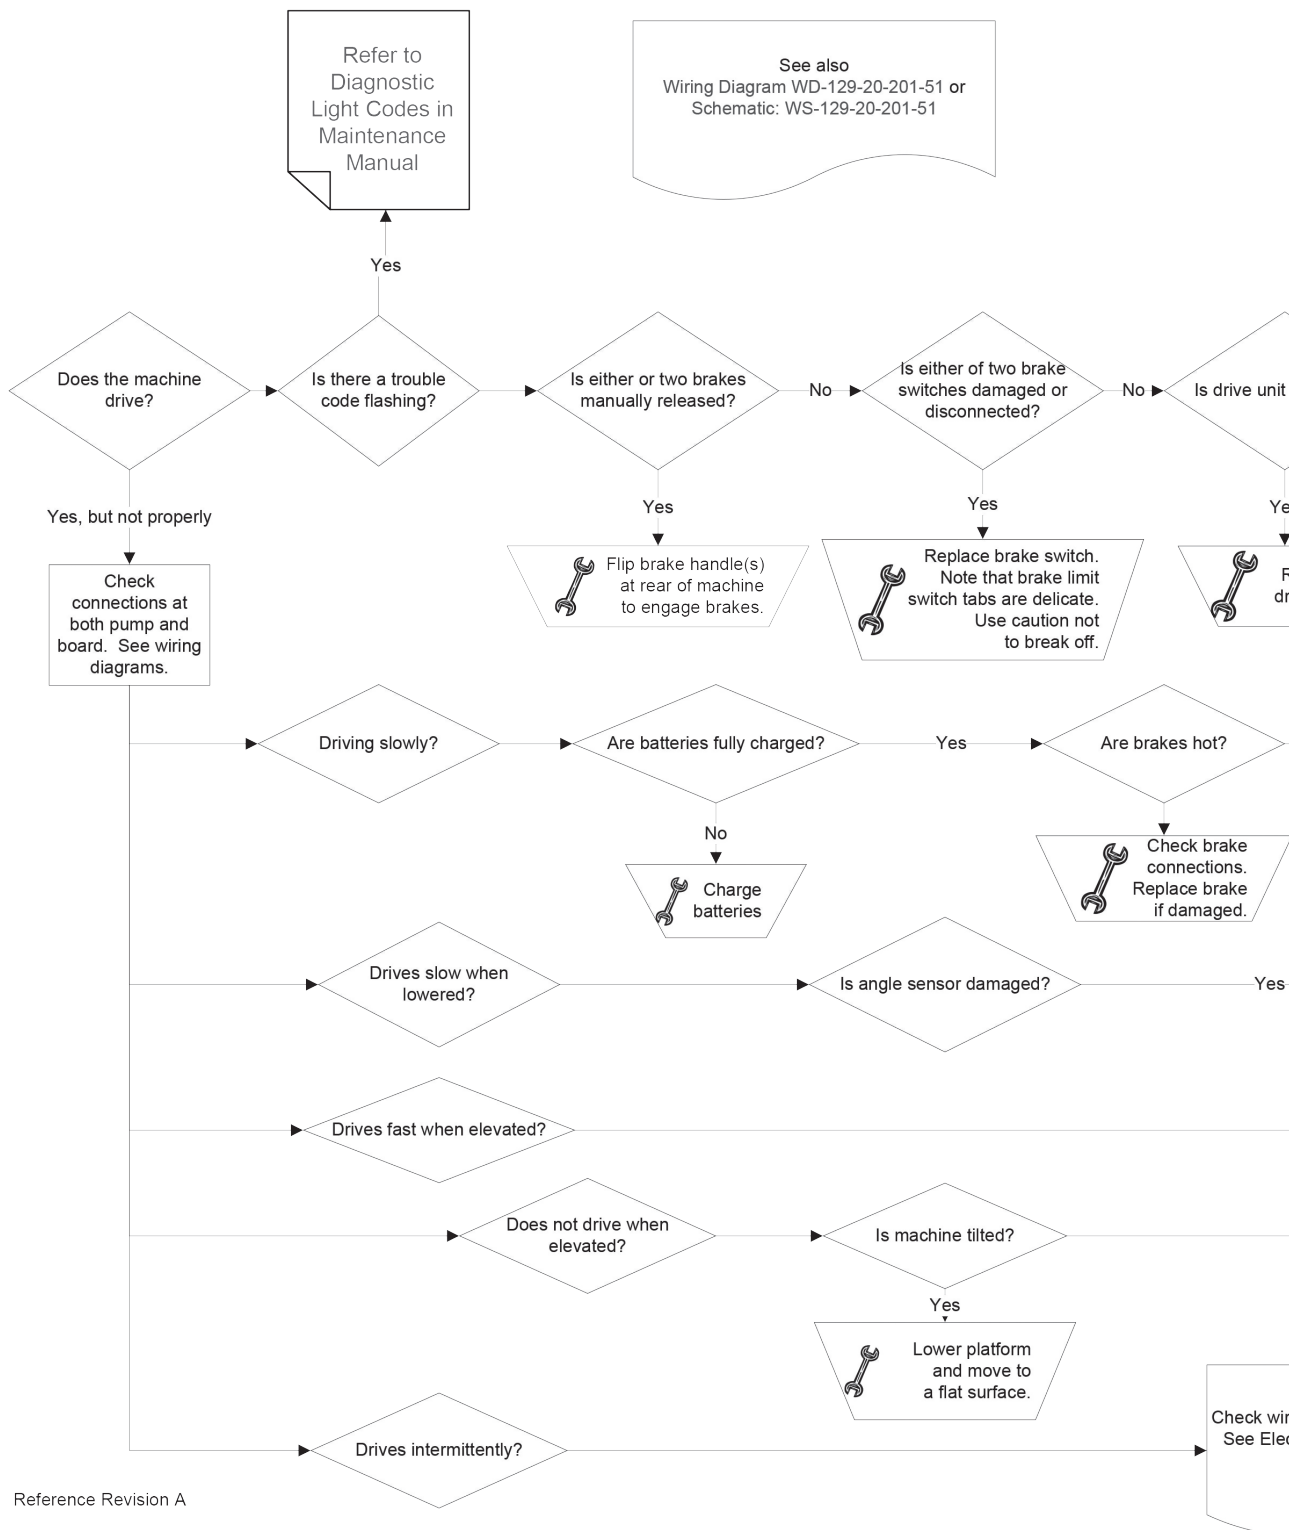 Refer to
Diagnostic
Light Codes in
Maintenance
Manual
See also
Wiring Diagram WD-129-20-201-51 or
Schematic: WS-129-20-201-51
Yes
Does the machine
drive?
Is there a trouble
code flashing?
Is either or two brakes
manually released?
No
Is either of two brake
switches damaged or
disconnected?
No
Is drive unit
Yes, but not properly
Yes
Yes
Check
connections at
both pump and
board. See wiring
diagrams.
Flip brake handle(s)
at rear of machine
to engage brakes.
Replace brake switch.
Note that brake limit
switch tabs are delicate.
Use caution not
to break off.
Driving slowly?
Are batteries fully charged?
Yes
Are brakes hot?
No
Charge
batteries
Check brake
connections.
Replace brake
if damaged.
Drives slow when
lowered?
Is angle sensor damaged?
Yes
Drives fast when elevated?
Does not drive when
elevated?
Is machine tilted?
Yes
Lower platform
and move to
a flat surface.
Drives intermittently?
Check
See
Reference Revision A